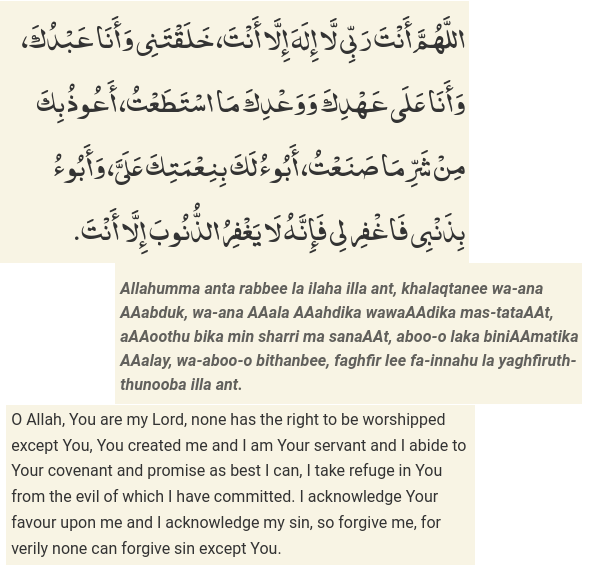 اللَّهُمَّ أَنْتَ رَبِّي لَا إِلَهَ إِلَّا أَنْتَ، خَلَقْتَنِي وَأَنَا عَبْدُكَ،
وَأَنَا عَلَى عَهْدِكَ وَوَعْدِكَ مَا اسْتَطَعْتُ، أَعُوذُ بِكَ
مِنْ شَرِّ مَا صَنَعْتُ، أَبُوءُ لَكَ بِنِعْمَتِكَ عَلَيَّ، وَأَبُوءُ
بِذَنْبِي فَاغْفِر لِي فَإِنَّهُ لَا يَغْفِرُ الذُّنُوبَ إِلَّا أَنْتَ.
Allahumma anta rabbee la ilaha illa ant, khalaqtanee wa-ana
AAabduk, wa-ana AAala AAahdika wawaAAdika mas-tataAAt,
aAAoothu bika min sharri ma sanaAAt, aboo-o laka biniAAmatika
AAalay, wa-aboo-o bithanbee, faghfir lee fa-innahu la yaghfiruth-
thunooba illa ant.
O Allah, You are my Lord, none has the right to be worshipped
except You, You created me and I am Your servant and I abide to
Your covenant and promise as best I can, I take refuge in You
from the evil of which I have committed. I acknowledge Your
favour upon me and I acknowledge my sin, so forgive me, for
verily none can forgive sin except You.